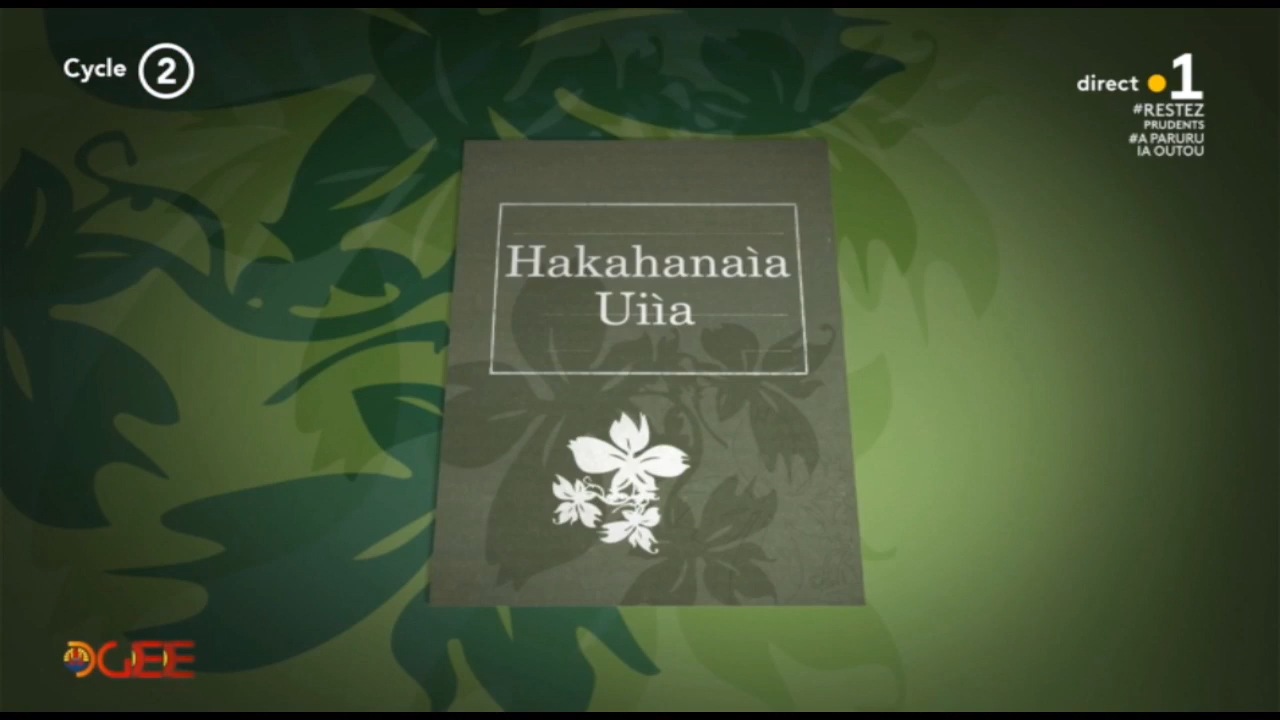 Cycle 2
direct 1
#RESTEZ
PRUDENTS
#A PARURU
IA OUTOU
Hakahanaìa
Uiìa
DGEE